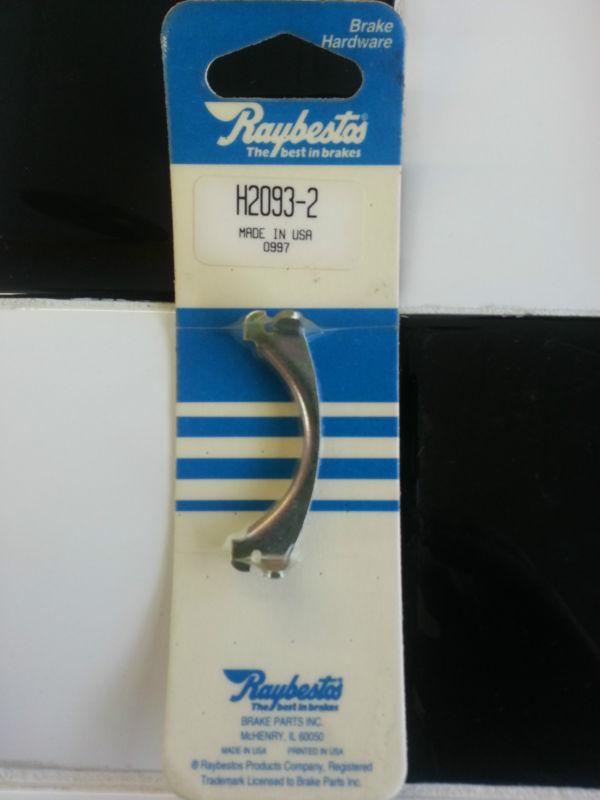 Brake
Hardware
Raybestos®
The best in brakes
H2093-2
MADE IN USA
0997
Raybestos
The best in brakes
BRAKE PARTS INC.
McHENRY, IL 60050
MADE IN USA PRINTED IN USA
® Raybestos Products Company, Registered
Trademark Licensed to Brake Parts Inc.